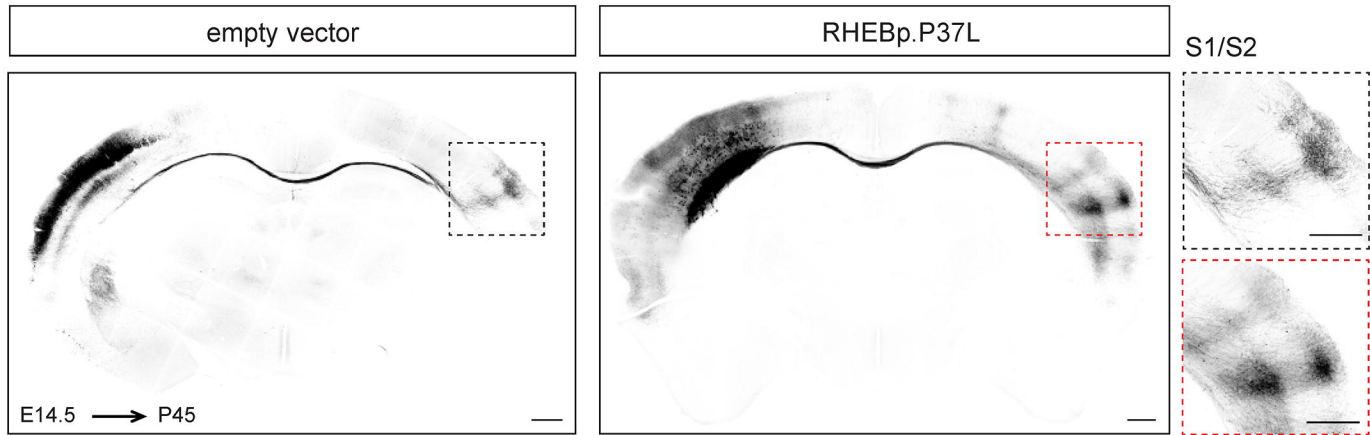 empty vector
RHEBp.P37L
S1/S2
E14.5 → P45